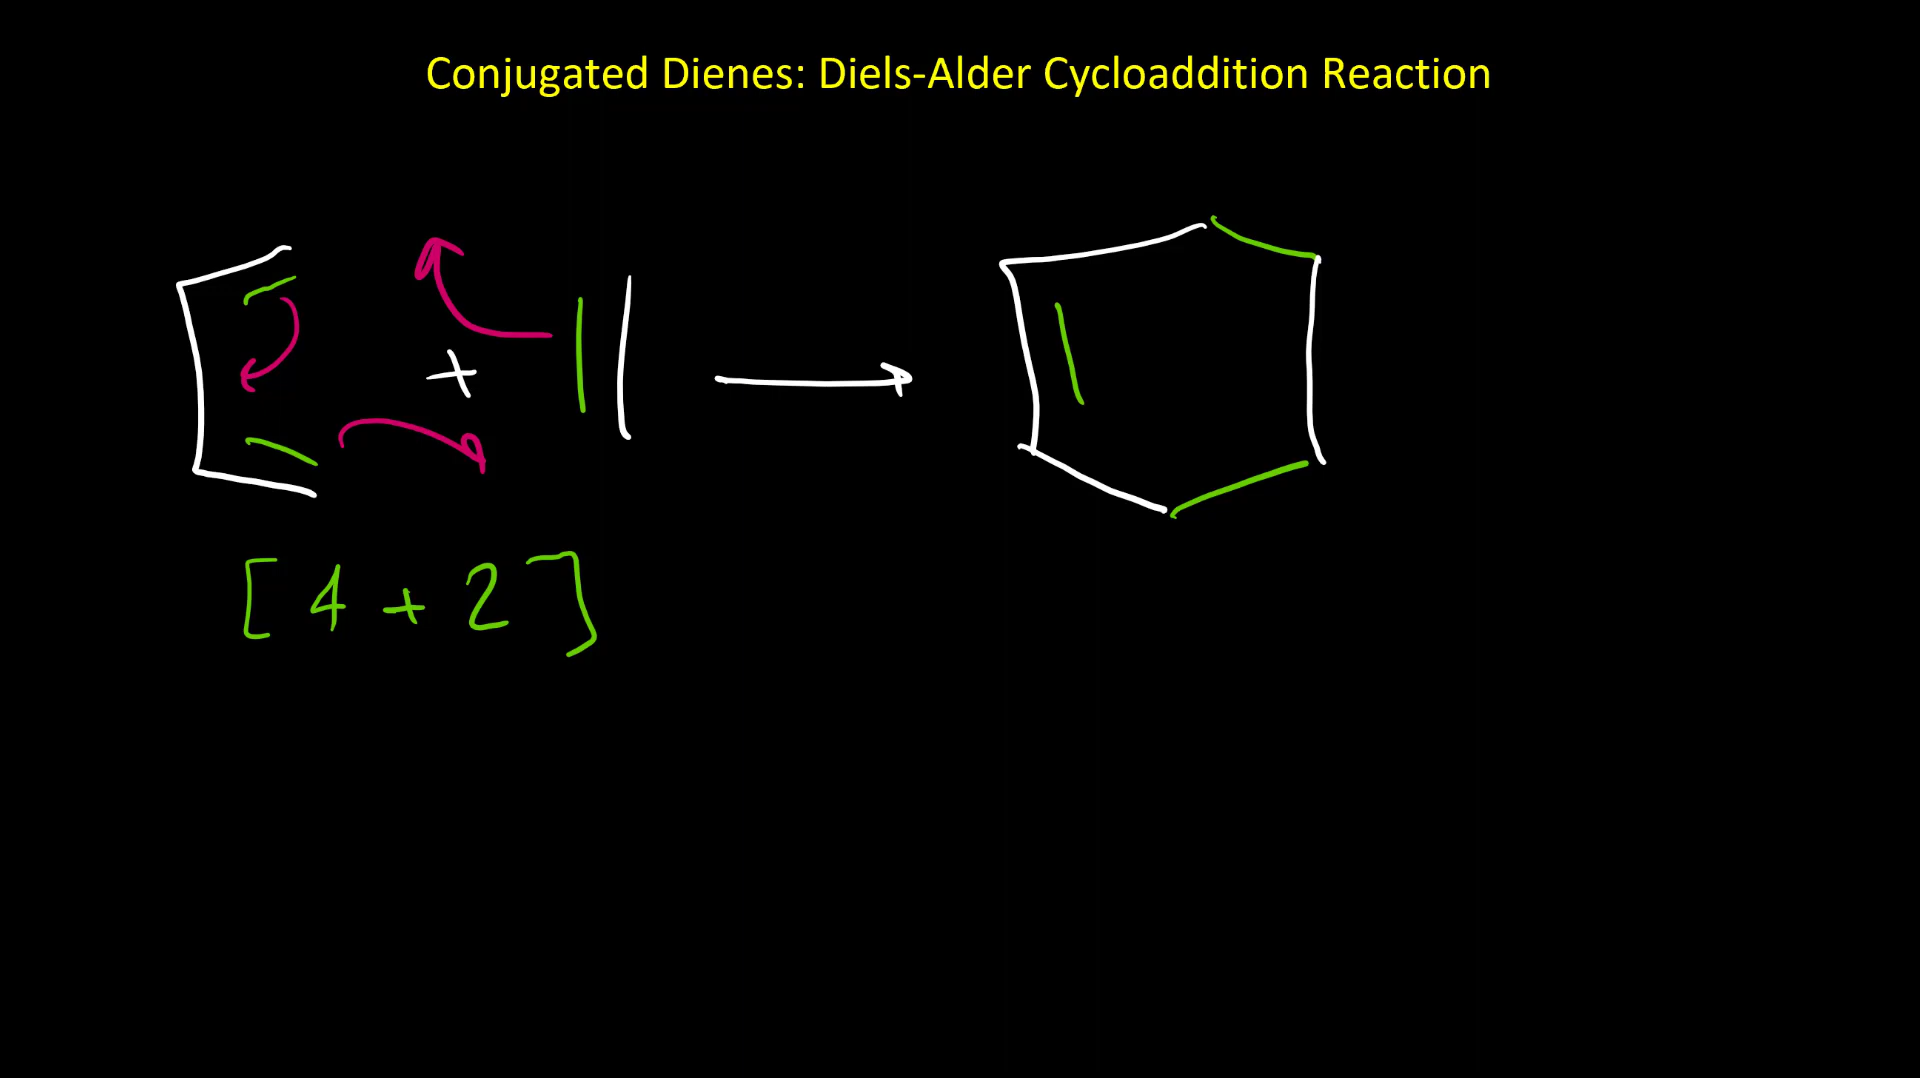 Conjugated Dienes: Diels-Alder Cycloaddition Reaction
+
[4+2]